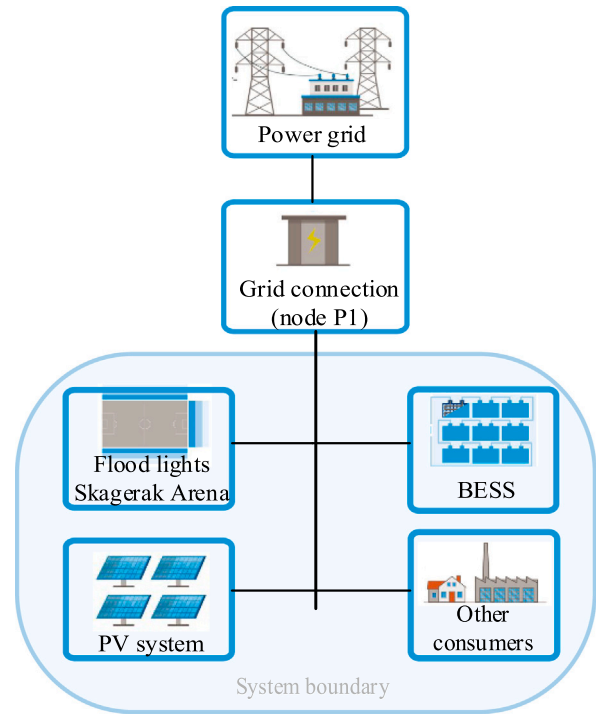 Power grid
Grid connection
(node P1)
Flood lights
Skagerak Arena
BESS
PV system
Other
consumers
System boundary